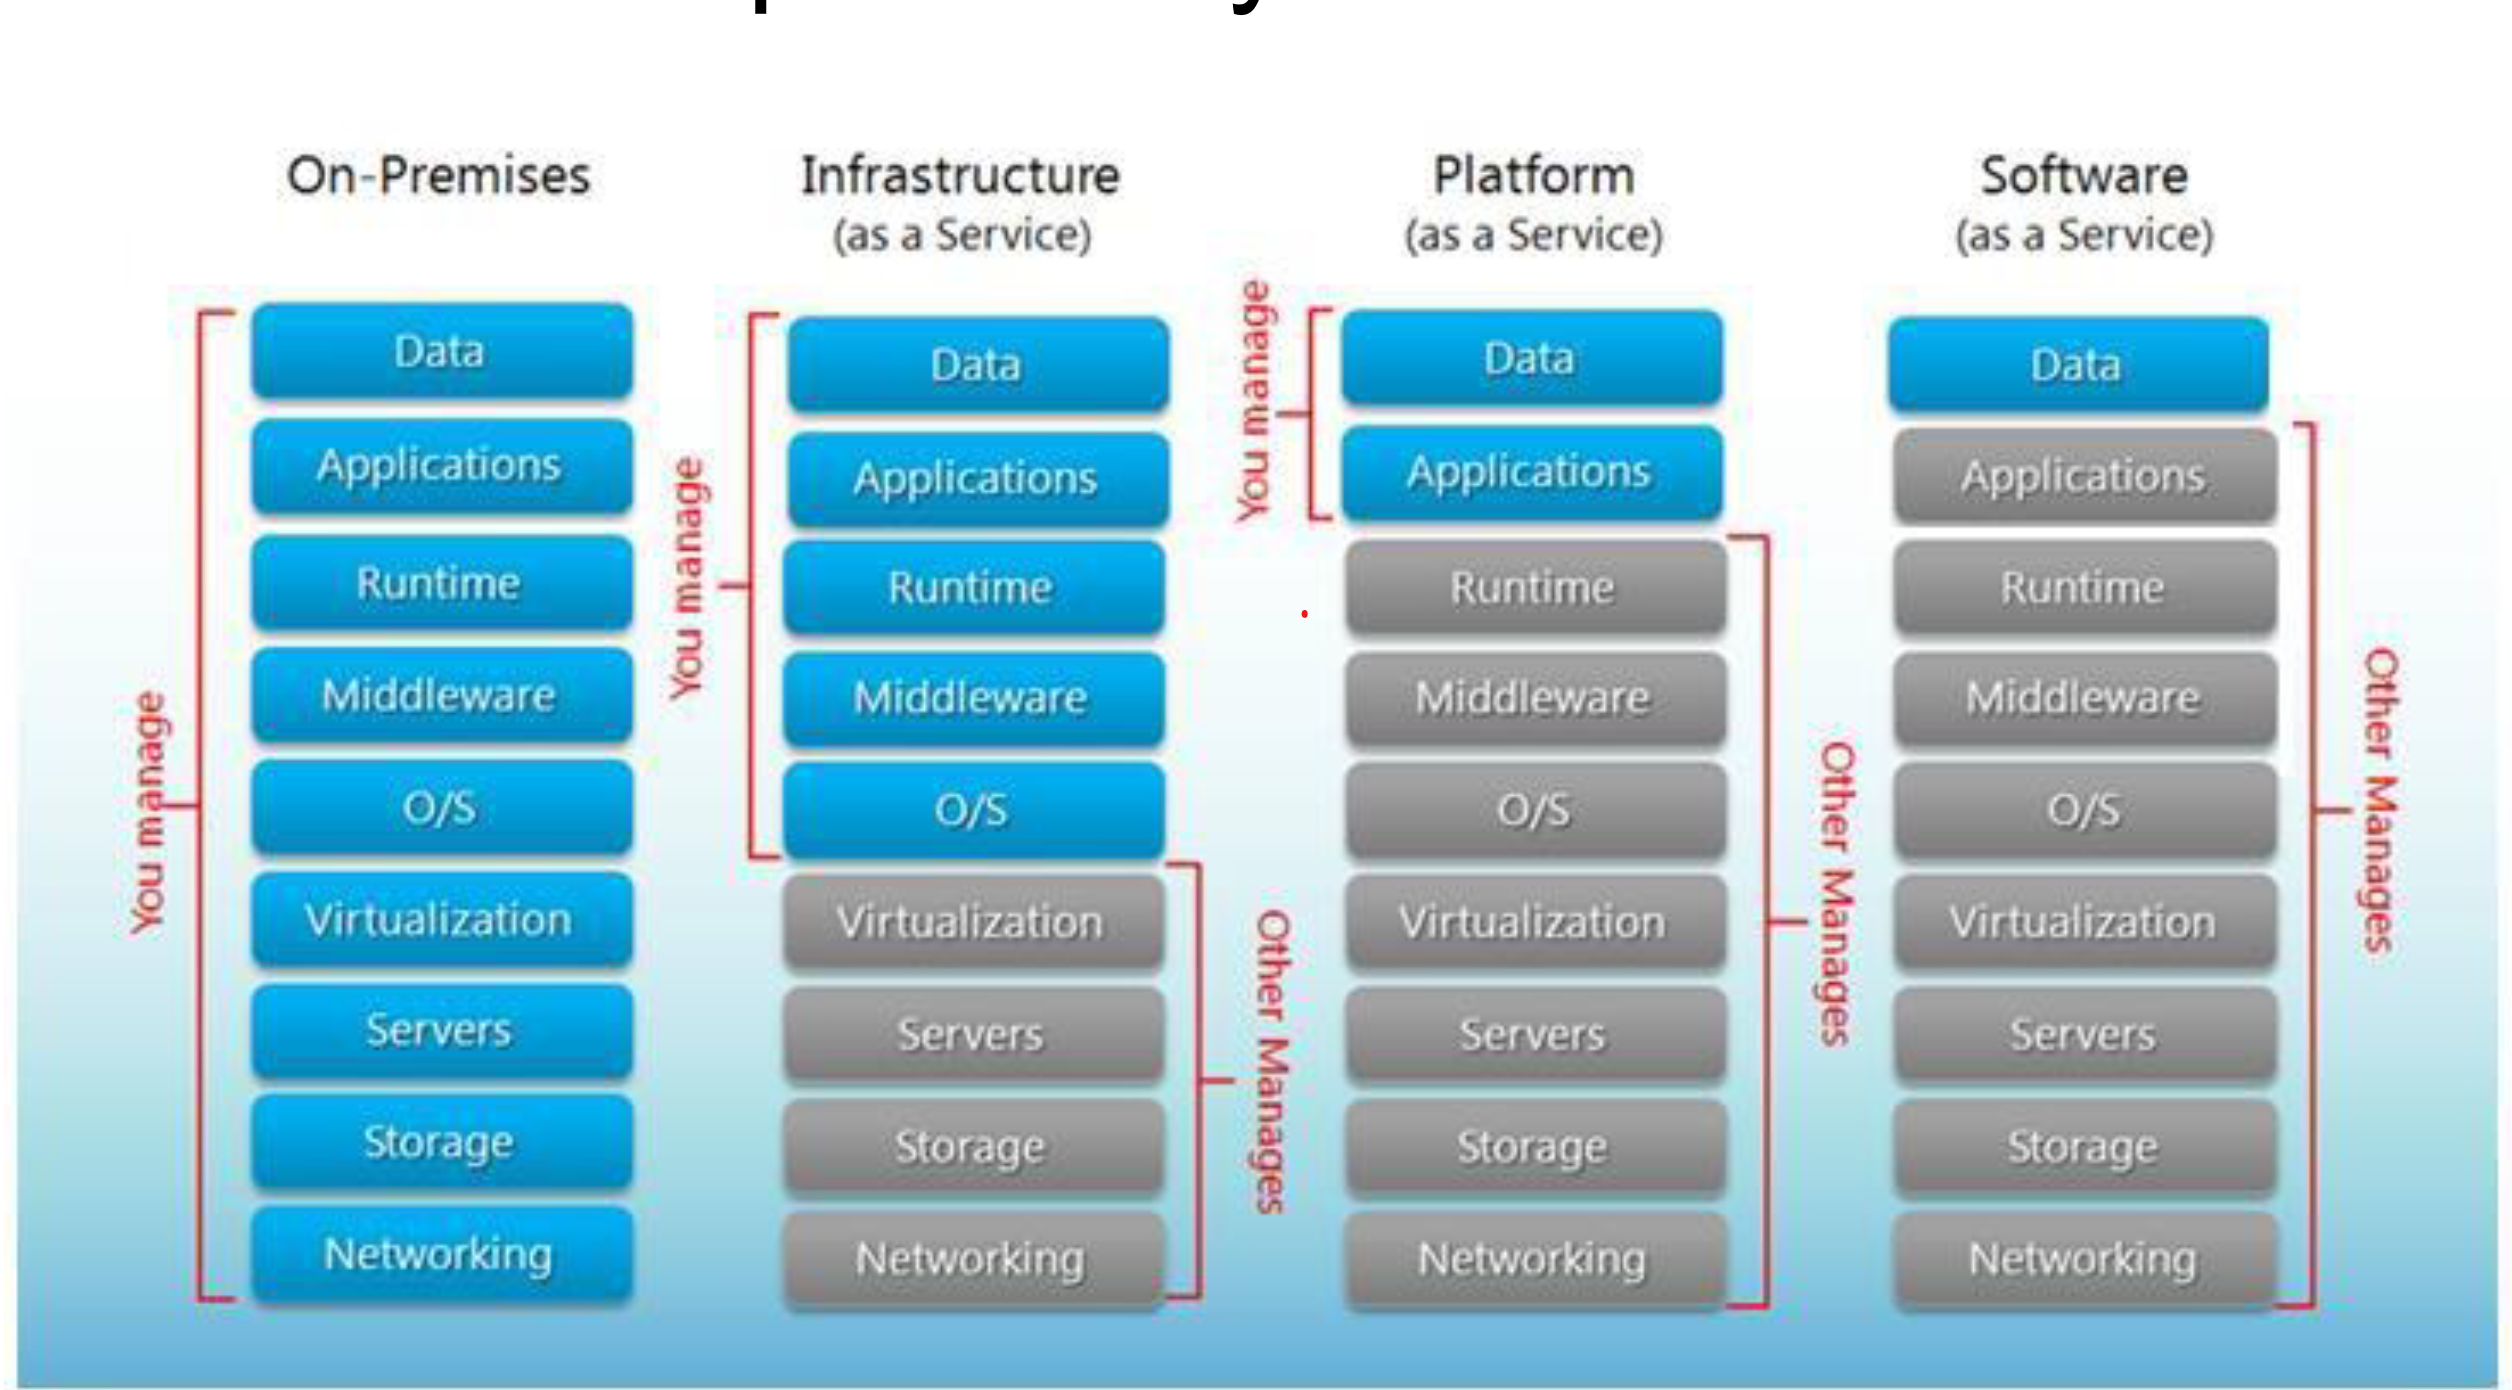 On-Premises
You manage
Data
Applications
Runtime
Middleware
O/S
Virtualization
Servers
Storage
Networking
Infrastructure
(as a Service)
You manage
Data
Applications
Runtime
Middleware
O/S
Virtualization
Servers
Storage
Networking
Other Manages
Platform
(as a Service)
You manage
Data
Applications
Runtime
Middleware
O/S
Virtualization
Servers
Storage
Networking
Other Manages
Software
(as a Service)
Data
Applications
Runtime
Middleware
O/S
Virtualization
Servers
Storage
Networking
Other Manages